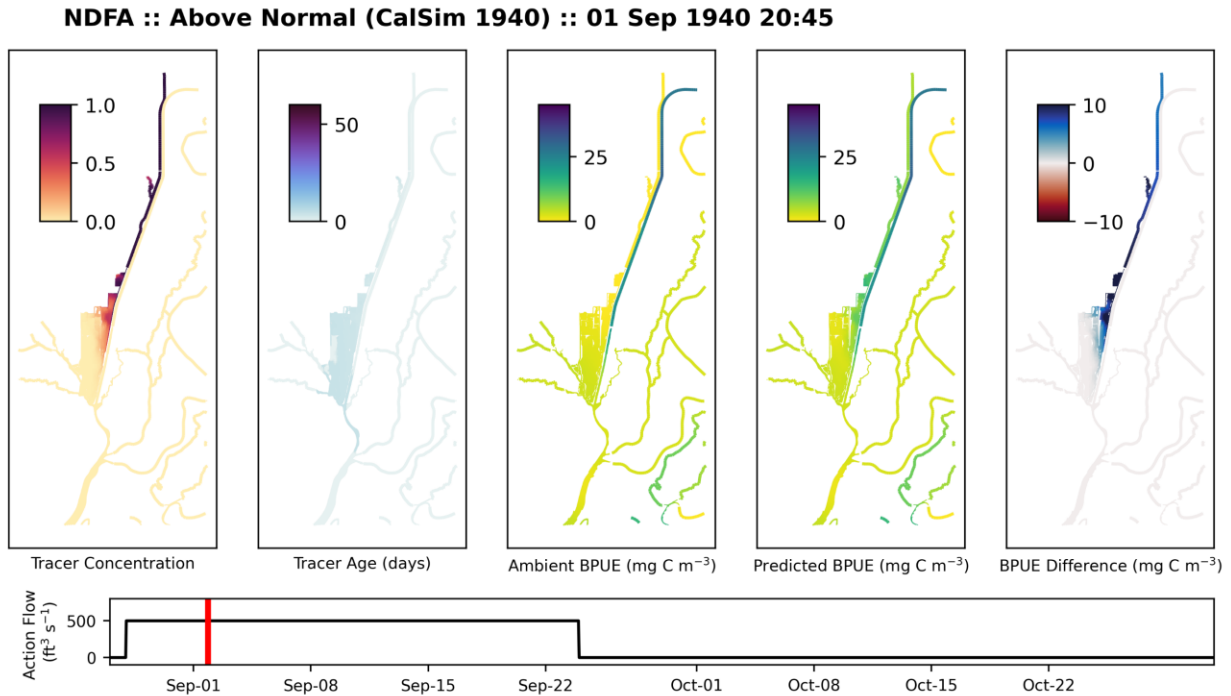 NDFA :: Above Normal (CalSim 1940) :: 01 Sep 1940 20:45
1.0
0.5
0.0
Tracer Concentration
50
0
Tracer Age (days)
25
0
Ambient BPUE (mg C m⁻³)
25
0
Predicted BPUE (mg C m⁻³)
10
0
−10
BPUE Difference (mg C m⁻³)
Action Flow
(ft³ s⁻¹)
500
0
Sep-01 Sep-08 Sep-15 Sep-22 Oct-01 Oct-08 Oct-15 Oct-22